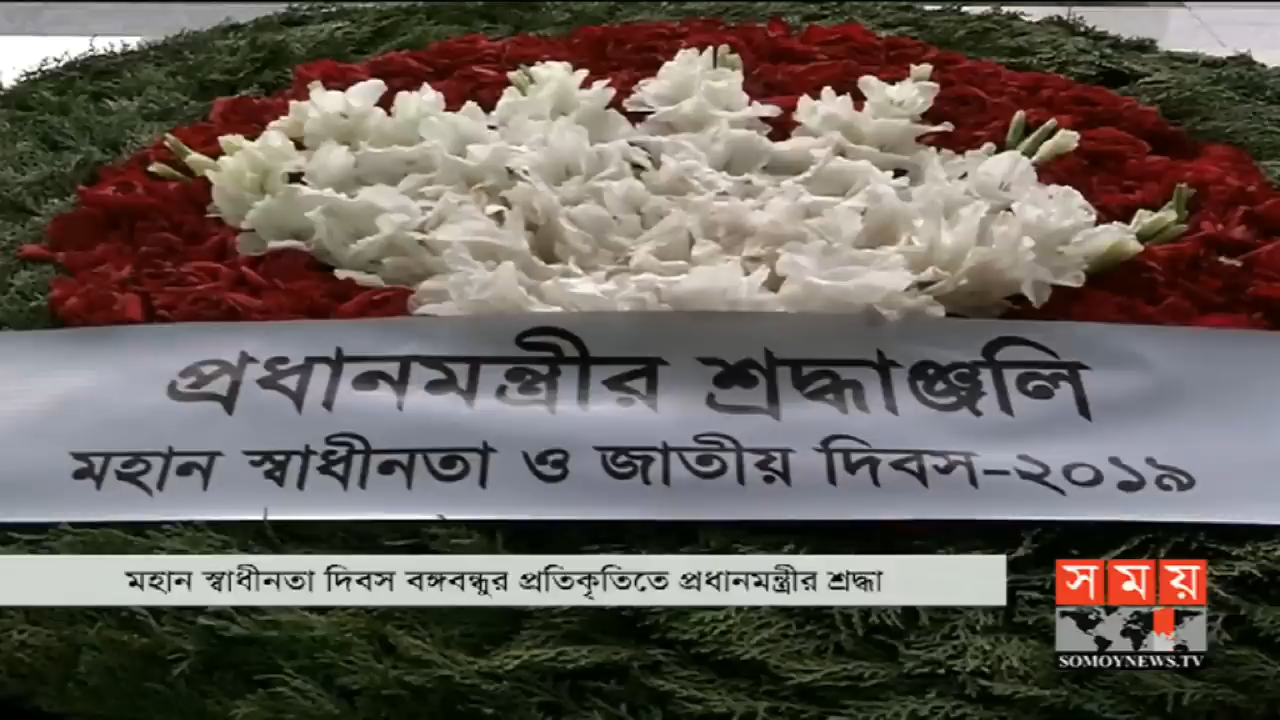 প্রধানমন্ত্রীর শ্রদ্ধাঞ্জলি
মহান স্বাধীনতা ও জাতীয় দিবস-২০১৯
মহান স্বাধীনতা দিবস বঙ্গবন্ধুর প্রতিকৃতিতে প্রধানমন্ত্রীর শ্রদ্ধা
সময়
SOMOYNEWS.TV